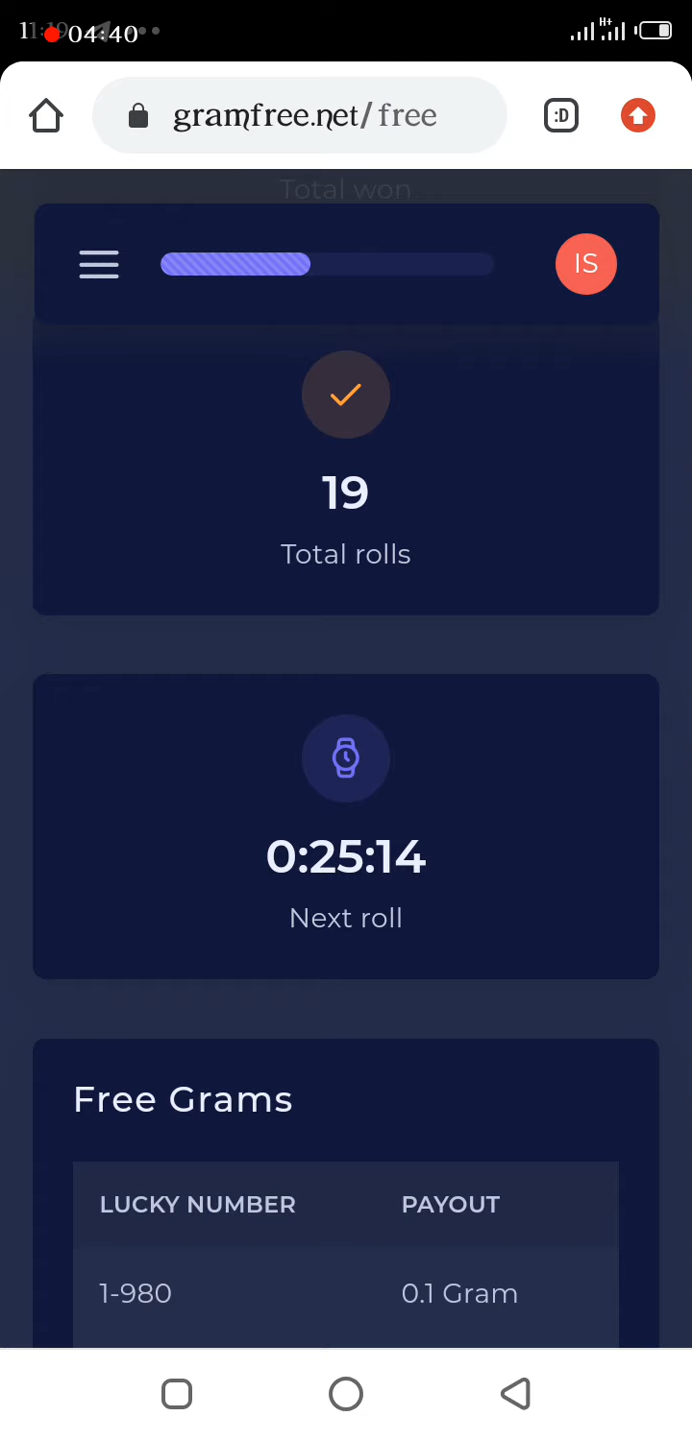 04:40
H+
gramfree.net/free
:D
Total won
IS
19
Total rolls
0:25:14
Next roll
Free Grams
LUCKY NUMBER PAYOUT
1-980 0.1 Gram